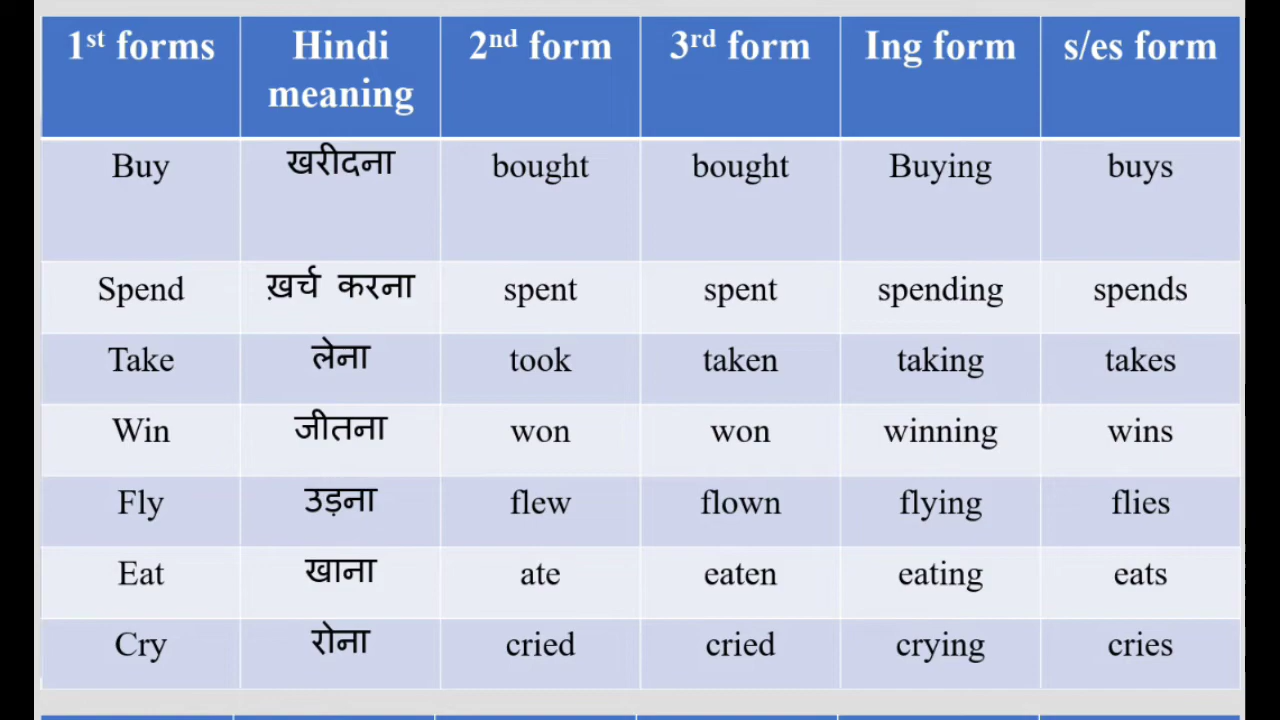 1st forms Hindi meaning 2nd form 3rd form Ing form s/es form
Buy खरीदना bought bought Buying buys
Spend ख़र्च करना spent spent spending spends
Take लेना took taken taking takes
Win जीतना won won winning wins
Fly उड़ना flew flown flying flies
Eat खाना ate eaten eating eats
Cry रोना cried cried crying cries